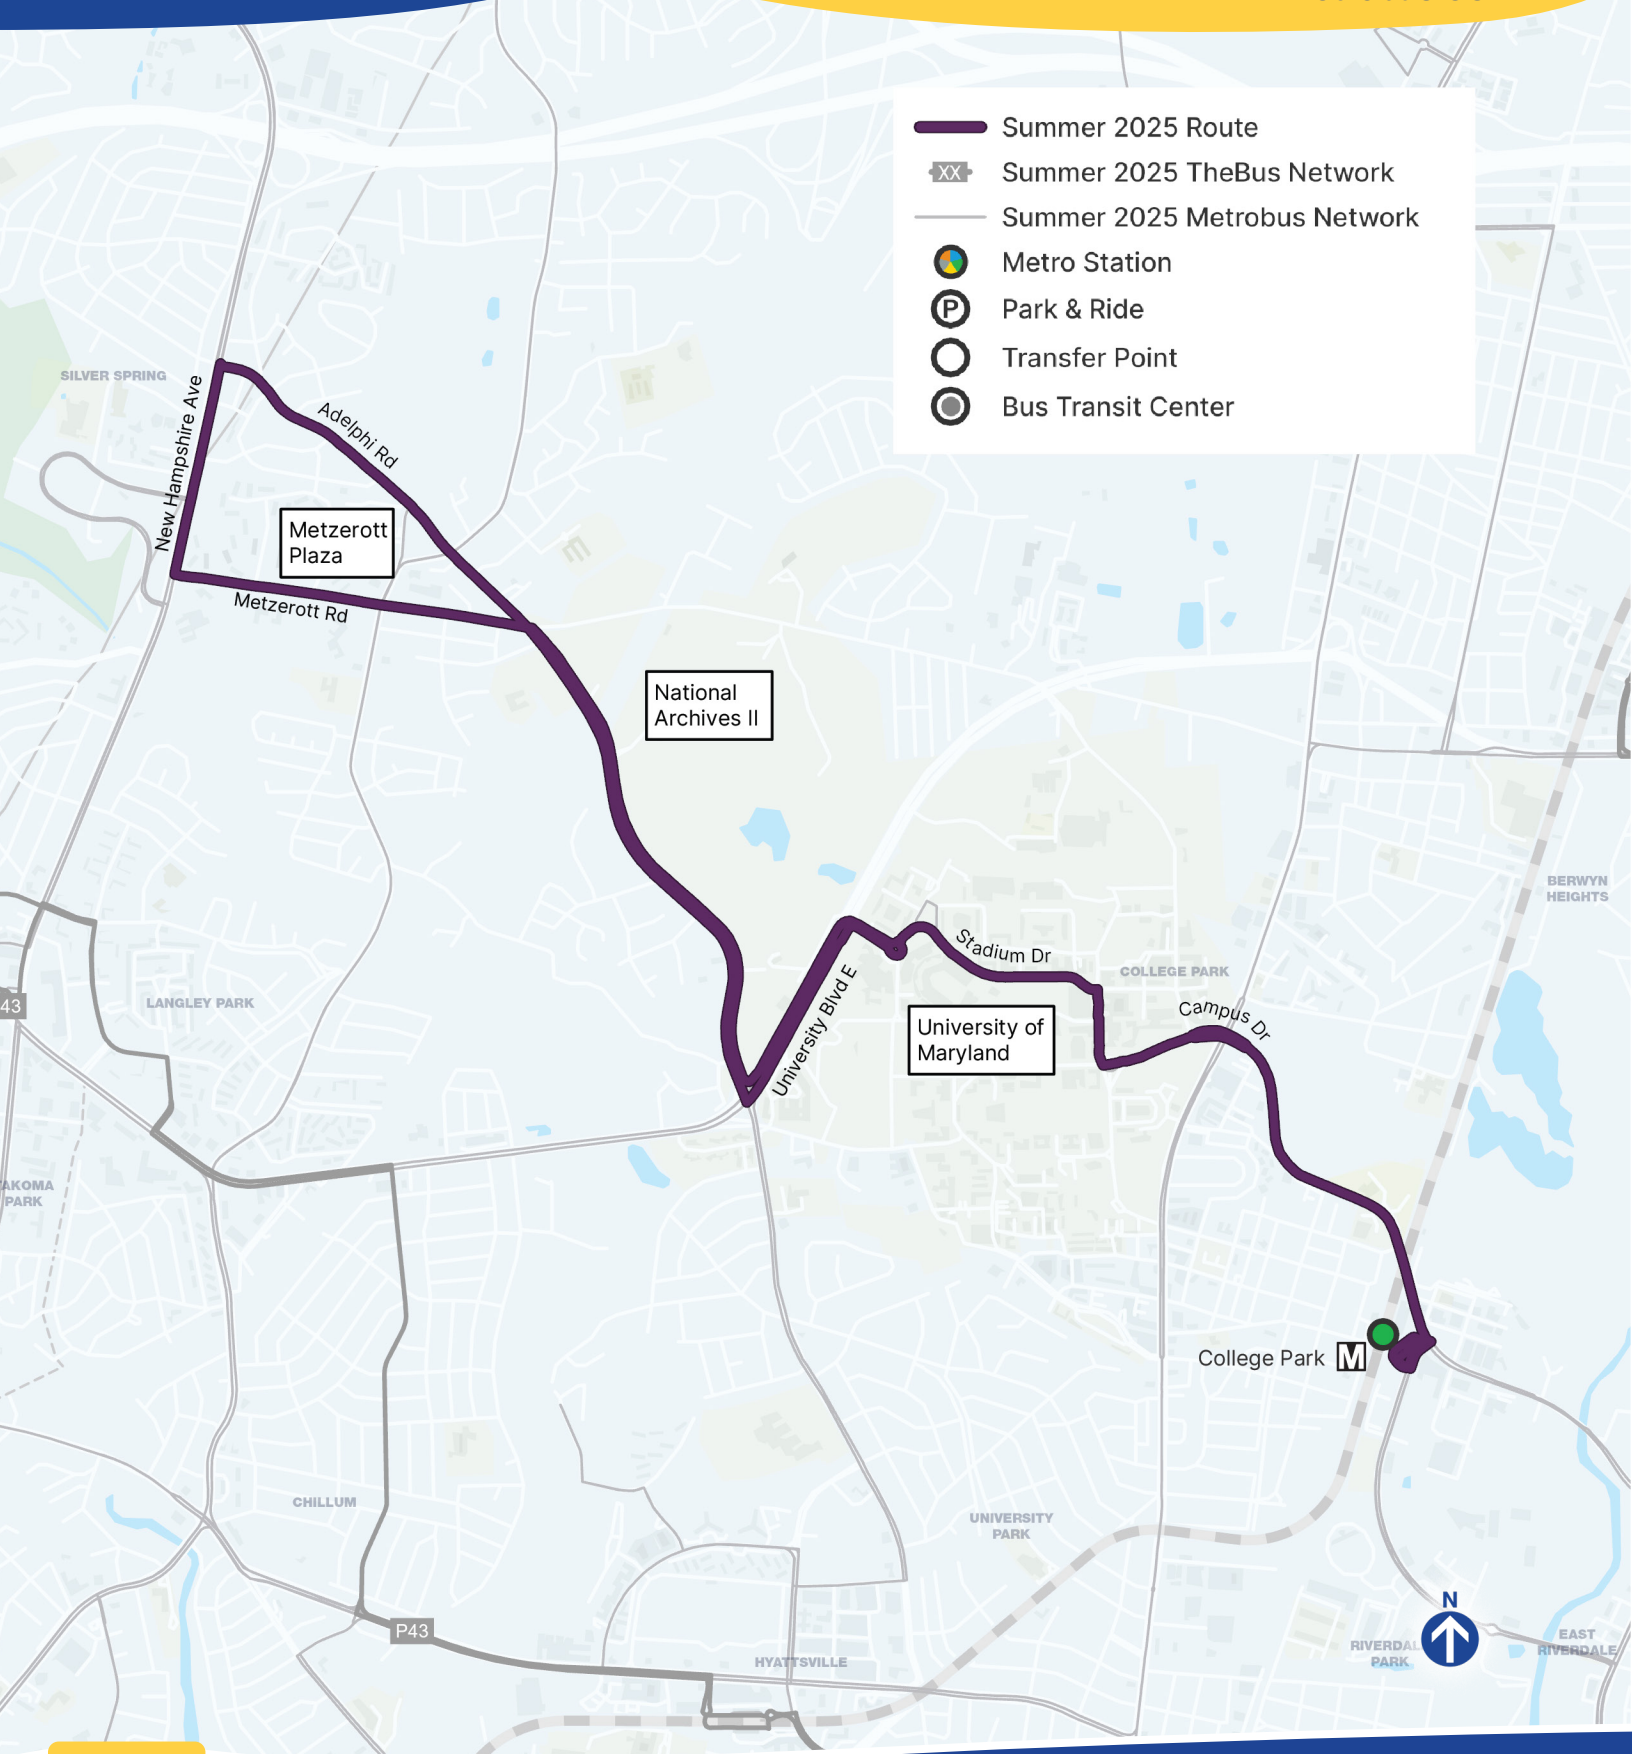 Summer 2025 Route
XX
Summer 2025 TheBus Network
Summer 2025 Metrobus Network
Metro Station
P
Park & Ride
Transfer Point
Bus Transit Center
SILVER SPRING
New Hampshire Ave
Adelphi Rd
Metzerott
Plaza
Metzerott Rd
National
Archives II
BERWYN
HEIGHTS
Stadium Dr
COLLEGE PARK
University Blvd E
LANGLEY PARK
43
University of
Maryland
Campus Dr
AKOMA
PARK
College Park
M
CHILLUM
UNIVERSITY
PARK
N
P43
HYATTSVILLE
RIVERDAL
PARK
EAST
RIVERDALE